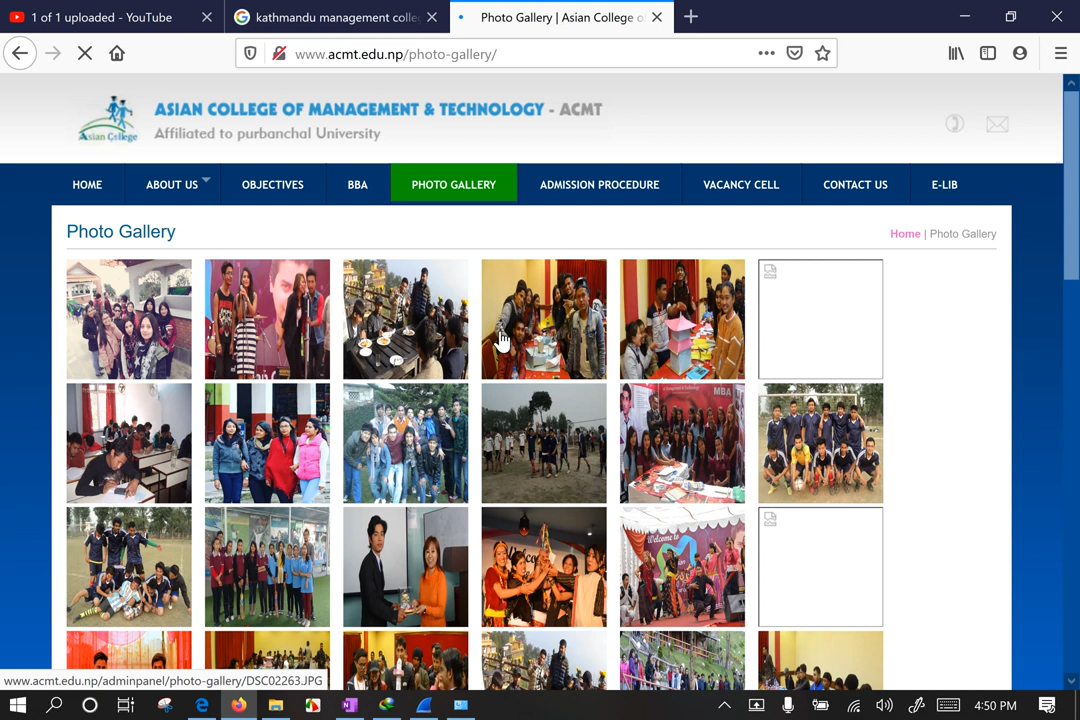 1 of 1 uploaded - YouTube
kathmandu management colle
Photo Gallery | Asian College o
www.acmt.edu.np/photo-gallery/
ASIAN COLLEGE OF MANAGEMENT & TECHNOLOGY - ACMT
Affiliated to purbanchal University
Asian College
HOME
ABOUT US
OBJECTIVES
BBA
PHOTO GALLERY
ADMISSION PROCEDURE
VACANCY CELL
CONTACT US
E-LIB
Photo Gallery
Home | Photo Gallery
MBA
Welcome
Welcome to
www.acmt.edu.np/adminpanel/photo-gallery/DSC02263.JPG
4:50 PM